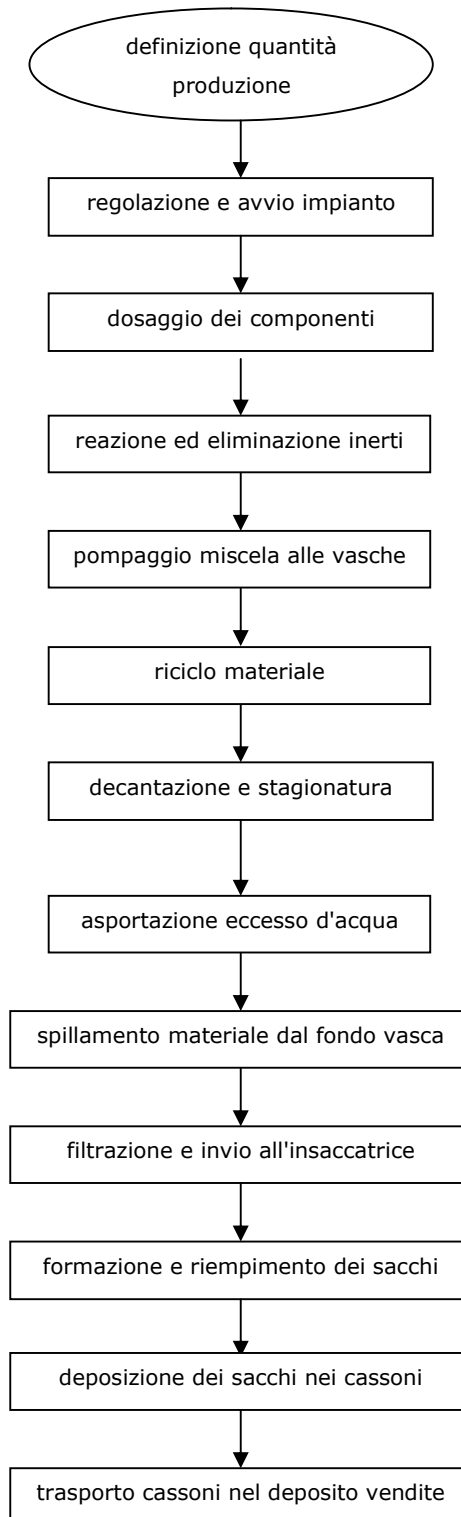 definizione quantità
produzione
regolazione e avvio impianto
dosaggio dei componenti
reazione ed eliminazione inerti
pompaggio miscela alle vasche
riciclo materiale
decantazione e stagionatura
asportazione eccesso d'acqua
spillamento materiale dal fondo vasca
filtrazione e invio all'insaccatrice
formazione e riempimento dei sacchi
deposizione dei sacchi nei cassoni
trasporto cassoni nel deposito vendite